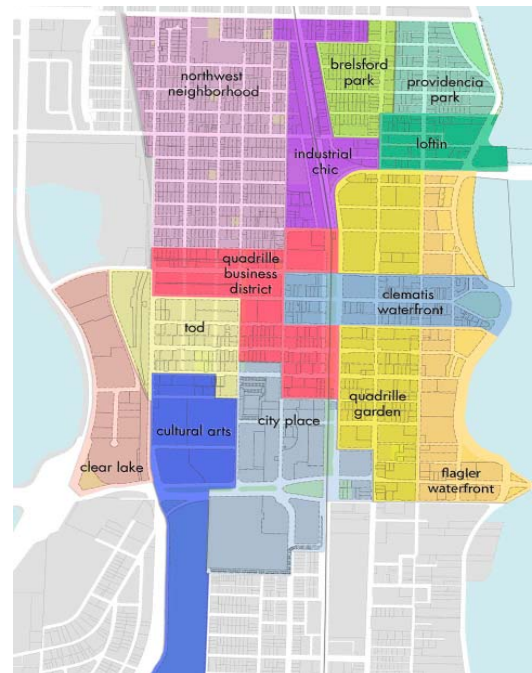 northwest
neighborhood
brelsford
park
providencia
park
loftin
industrial
chic
quadrille
business
district
clematis
waterfront
tod
quadrille
garden
cultural arts
city place
clear lake
flagler
waterfront